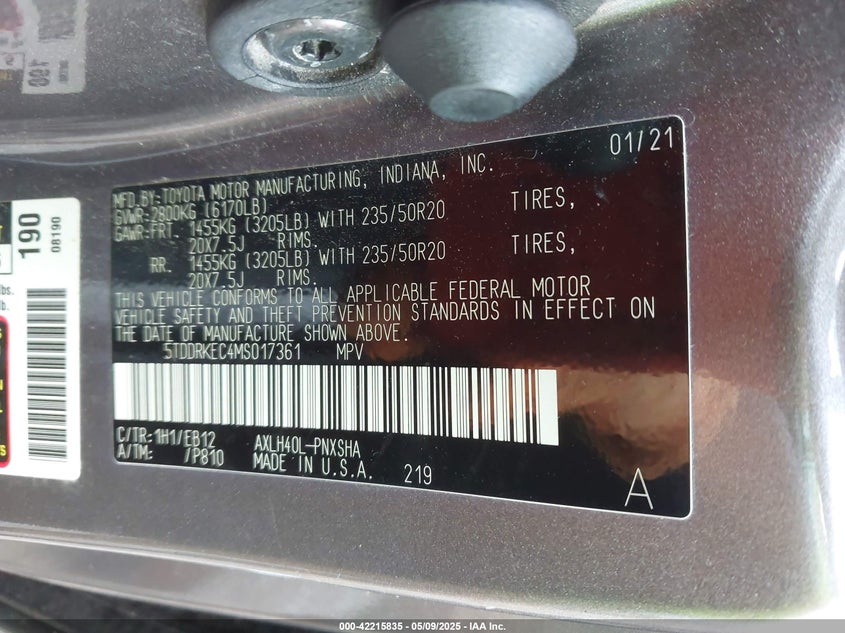 01/21
MFD.BY:TOYOTA MOTOR MANUFACTURING, INDIANA, INC.
GVWR:2800KG (6170LB)
GAWR:FRT. 1455KG (3205LB) WITH 235/50R20 TIRES,
20X7.5J RIMS.
RR. 1455KG (3205LB) WITH 235/50R20 TIRES,
20X7.5J RIMS.
THIS VEHICLE CONFORMS TO ALL APPLICABLE FEDERAL MOTOR
VEHICLE SAFETY AND THEFT PREVENTION STANDARDS IN EFFECT ON
THE DATE OF MANUFACTURE SHOWN ABOVE.
5TDDRKEC4MS017361 MPV
C/TR:1H1/EB12 AXLH40L-PNXSHA
A/TM: /P810 MADE IN U.S.A. 219
A
190
08190
lbs.
lb.
000-42215835 - 05/09/2025 - IAA Inc.